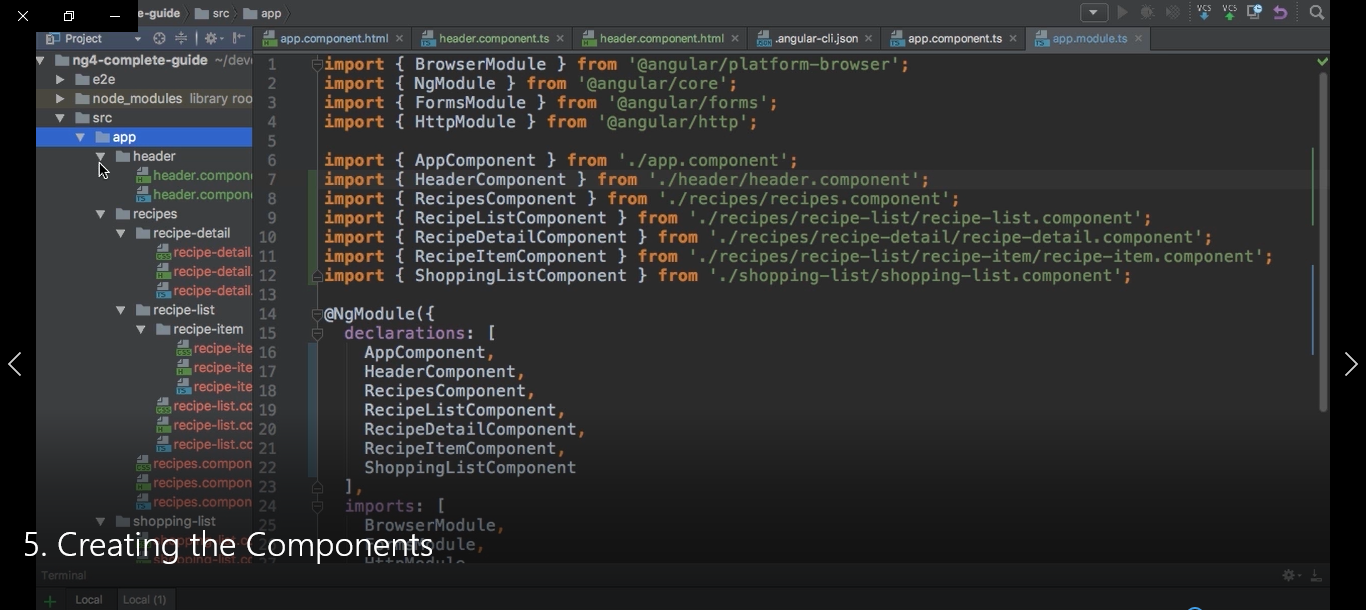 e-guide src app
VCS VCS
Project
app.component.html header.component.ts header.component.html .angular-cli.json app.component.ts app.module.ts
ng4-complete-guide ~/dev
e2e
node_modules library roo
src
app
header
header.compon
header.compon
recipes
recipe-detail
recipe-detail.
recipe-detail.
recipe-detail.
recipe-list
recipe-item
recipe-ite
recipe-ite
recipe-ite
recipe-list.co
recipe-list.co
recipe-list.cc
recipes.compon
recipes.compon
recipes.compon
shopping-list
1 import { BrowserModule } from '@angular/platform-browser';
2 import { NgModule } from '@angular/core';
3 import { FormsModule } from '@angular/forms';
4 import { HttpModule } from '@angular/http';
5
6 import { AppComponent } from './app.component';
7 import { HeaderComponent } from './header/header.component';
8 import { RecipesComponent } from './recipes/recipes.component';
9 import { RecipeListComponent } from './recipes/recipe-list/recipe-list.component';
10 import { RecipeDetailComponent } from './recipes/recipe-detail/recipe-detail.component';
11 import { RecipeItemComponent } from './recipes/recipe-list/recipe-item/recipe-item.component';
12 import { ShoppingListComponent } from './shopping-list/shopping-list.component';
13
14 @NgModule({
15 declarations: [
16 AppComponent,
17 HeaderComponent,
18 RecipesComponent,
19 RecipeListComponent,
20 RecipeDetailComponent,
21 RecipeItemComponent,
22 ShoppingListComponent
23 ],
24 imports: [
25 BrowserModule,
5. Creating the Components
Terminal
Local Local (1)